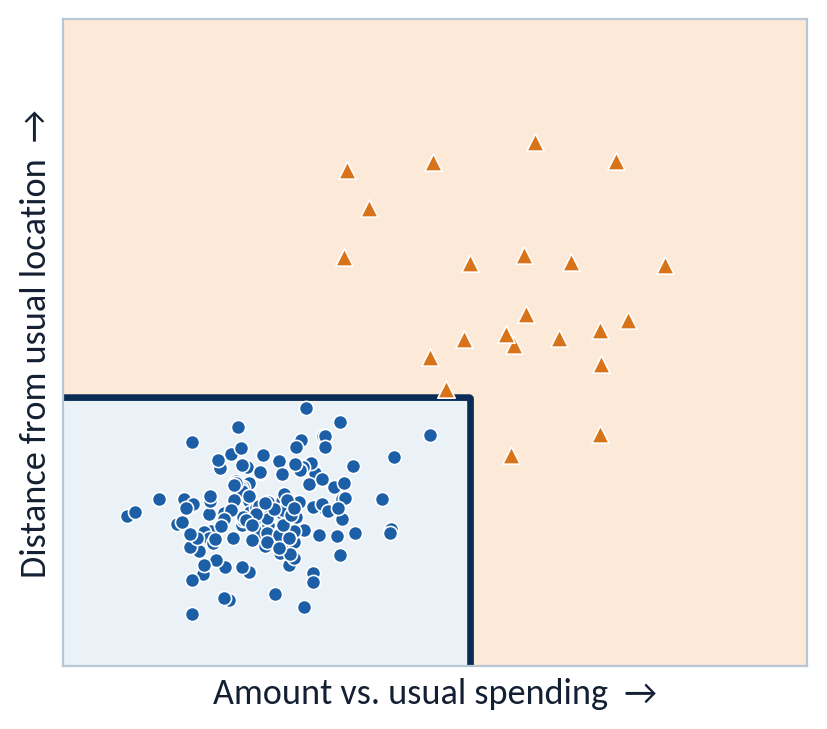 Distance from usual location →
Amount vs. usual spending →